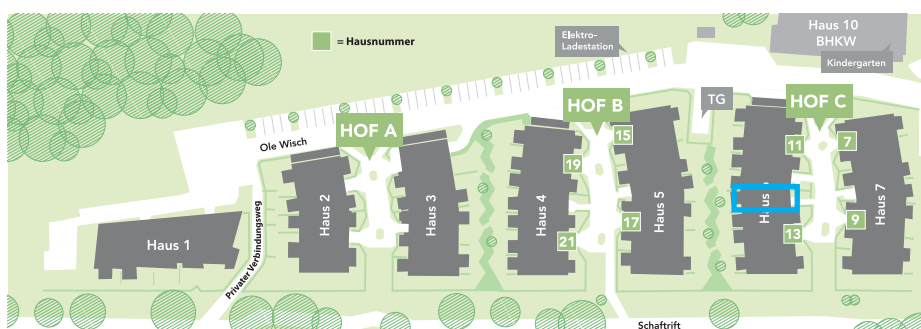 Haus 10
BHKW
Elektro-
Ladestation
= Hausnummer
Kindergarten
TG
HOF A
HOF B
HOF C
Ole Wisch
15
11
7
19
Haus 1
Haus 2
Haus 3
Haus 4
Haus 5
Haus
Haus 7
17
9
21
13
Privater Verbindungsweg
Schaftrift